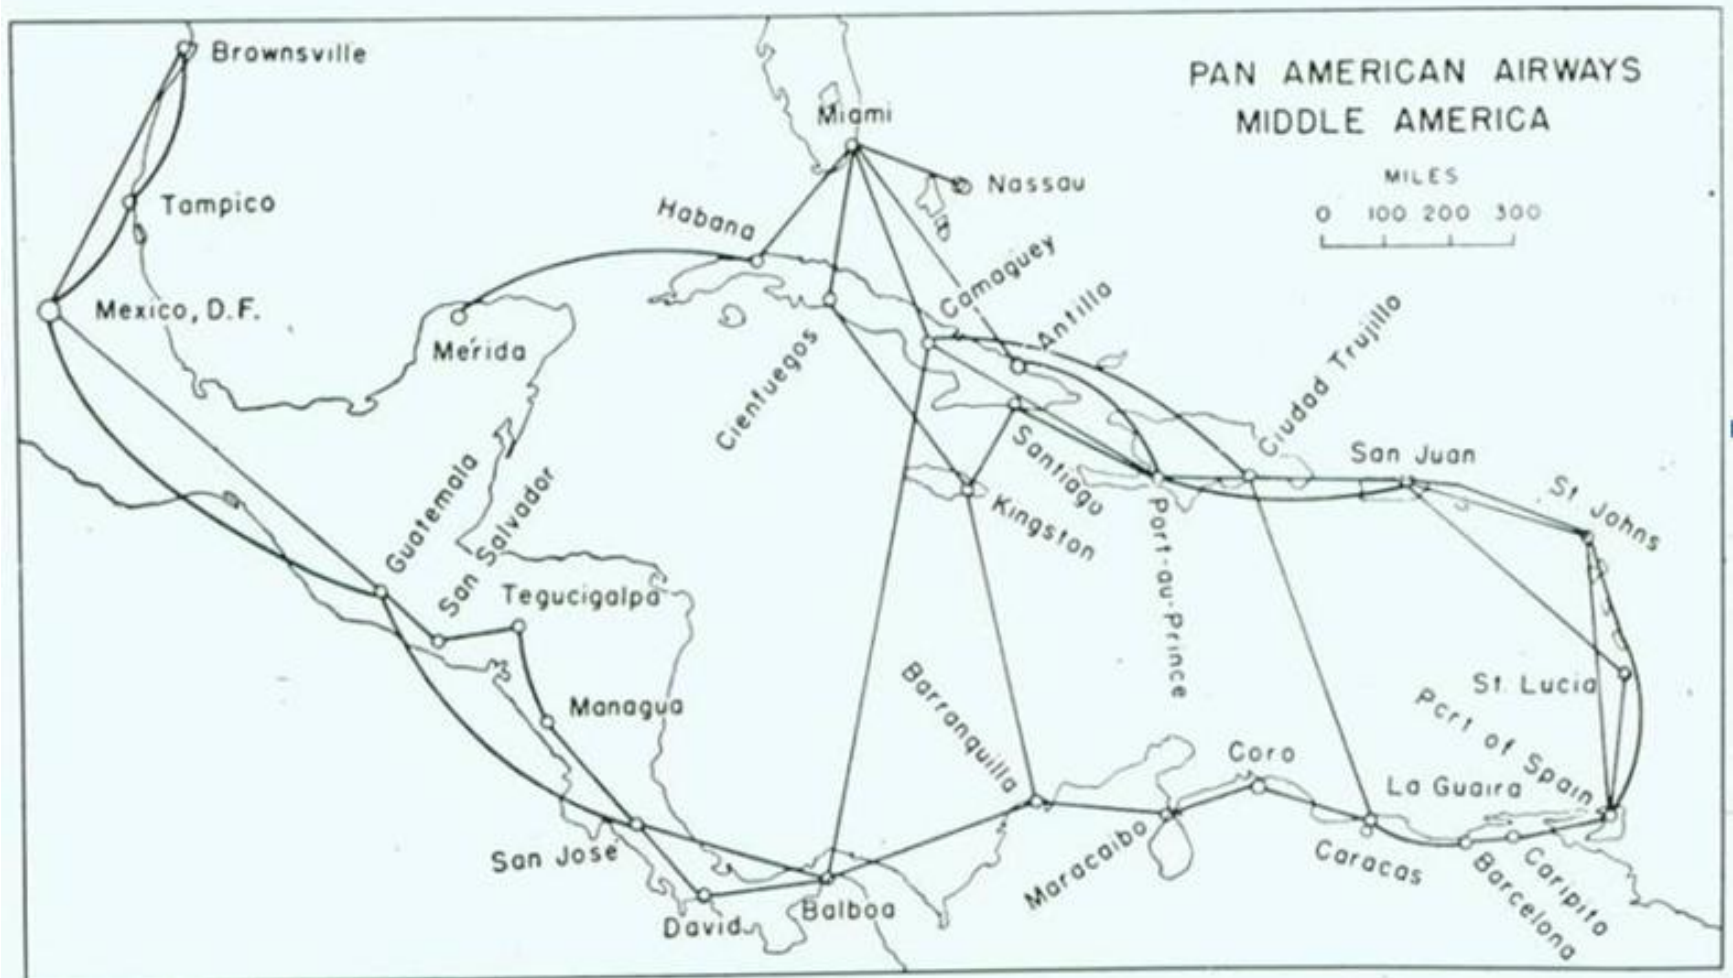 PAN AMERICAN AIRWAYS
MIDDLE AMERICA
MILES
0 100 200 300
Brownsville
Miami
Nassau
Tampico
Habana
Camaguey
Antilla
Mexico, D.F.
Merida
Cienfuegos
Ciudad Trujillo
Santiago
San Juan
St. Johns
Guatemala
San Salvador
Kingston
Port-au-Prince
Tegucigalpa
St. Lucia
Managua
Barranquilla
Port of Spain
Coro
La Guaira
San José
Maracaibo
Caracas
Caripito
Barcelona
David
Balboa